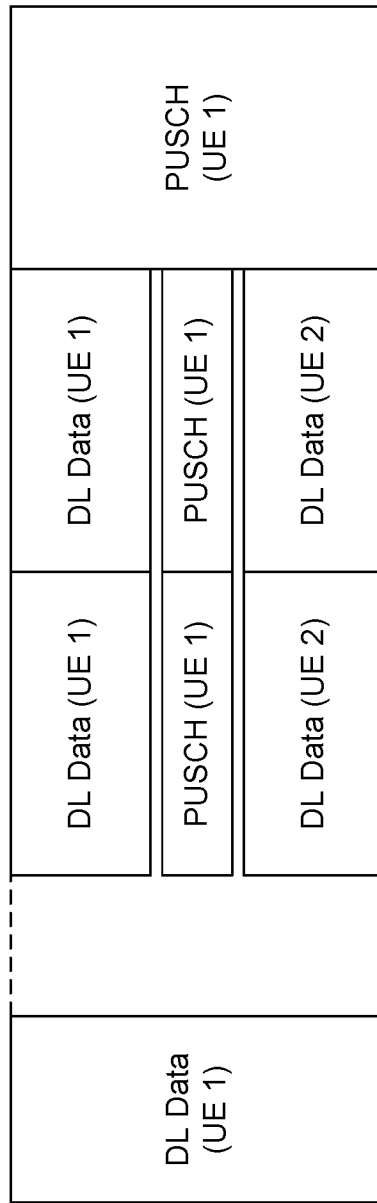 DL Data
(UE 1)
DL Data (UE 1)
PUSCH (UE 1)
DL Data (UE 2)
DL Data (UE 1)
PUSCH (UE 1)
DL Data (UE 2)
PUSCH
(UE 1)